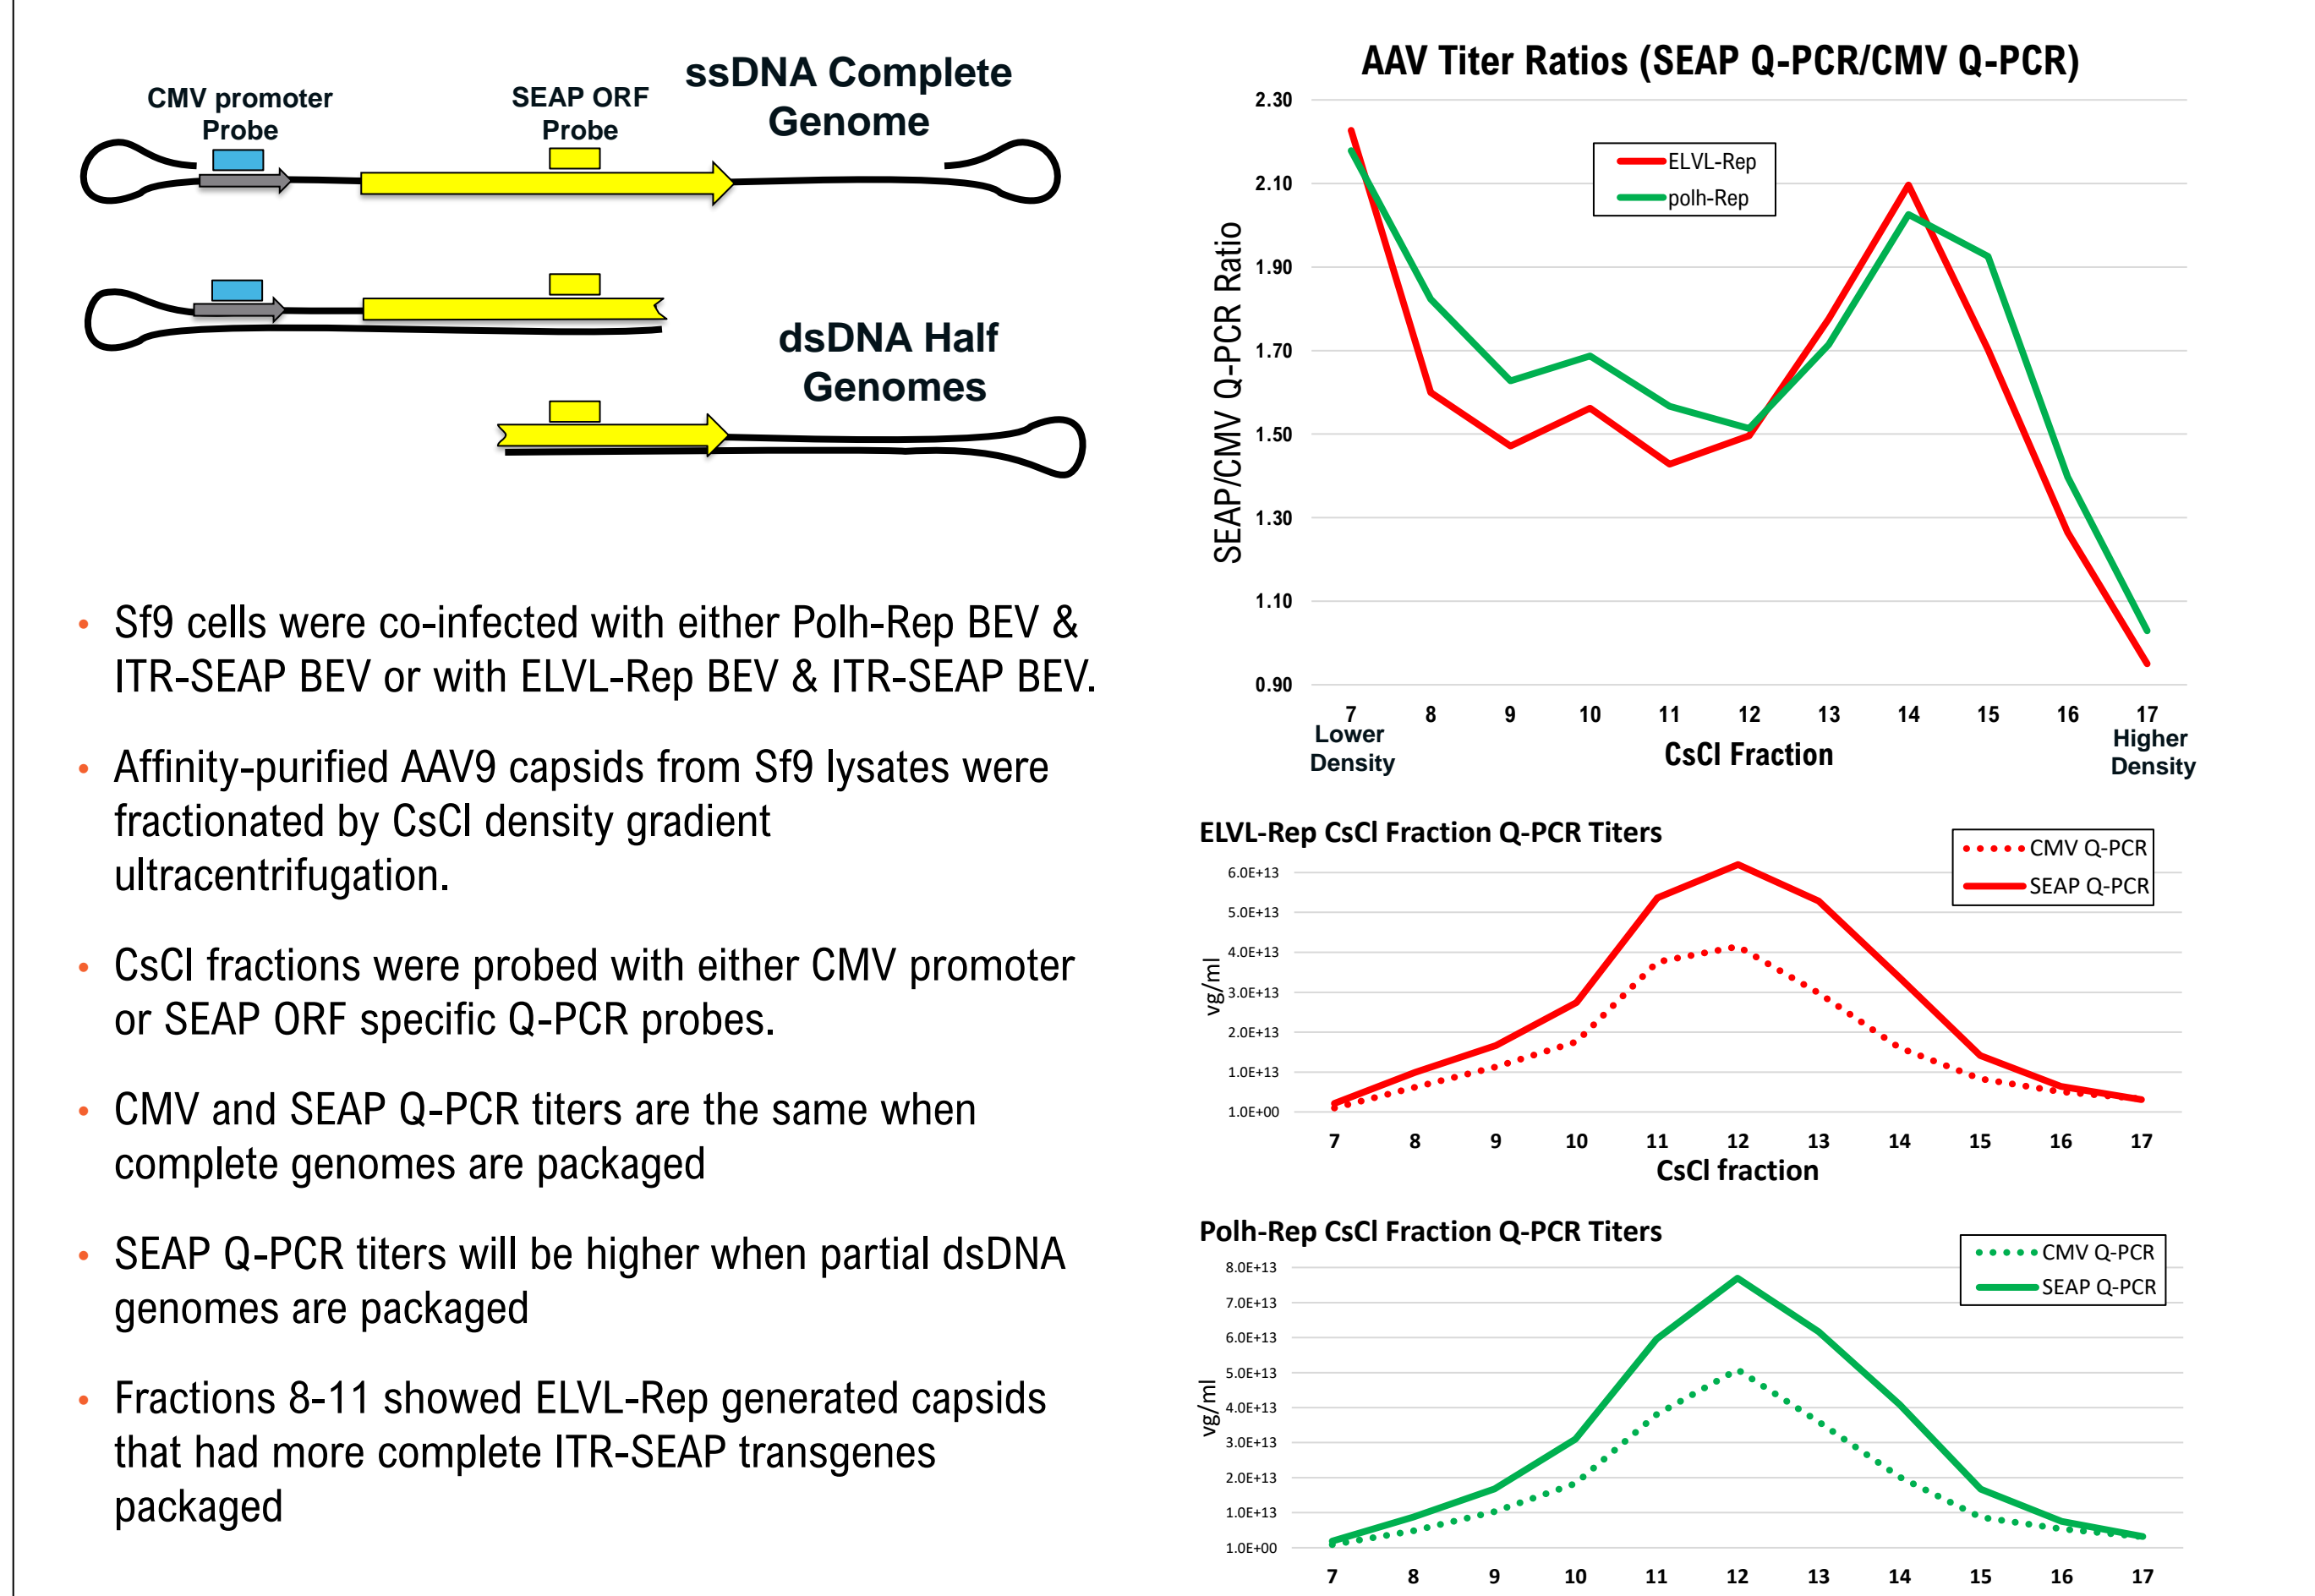 CMV promoter
Probe
SEAP ORF
Probe
ssDNA Complete
Genome
dsDNA Half
Genomes
• Sf9 cells were co-infected with either Polh-Rep BEV &
ITR-SEAP BEV or with ELVL-Rep BEV & ITR-SEAP BEV.
• Affinity-purified AAV9 capsids from Sf9 lysates were
fractionated by CsCl density gradient
ultracentrifugation.
• CsCl fractions were probed with either CMV promoter
or SEAP ORF specific Q-PCR probes.
• CMV and SEAP Q-PCR titers are the same when
complete genomes are packaged
• SEAP Q-PCR titers will be higher when partial dsDNA
genomes are packaged
• Fractions 8-11 showed ELVL-Rep generated capsids
that had more complete ITR-SEAP transgenes
packaged
AAV Titer Ratios (SEAP Q-PCR/CMV Q-PCR)
SEAP/CMV Q-PCR Ratio
2.30
2.10
1.90
1.70
1.50
1.30
1.10
0.90
ELVL-Rep
polh-Rep
7 8 9 10 11 12 13 14 15 16 17
Lower
Density
CsCl Fraction
Higher
Density
ELVL-Rep CsCl Fraction Q-PCR Titers
CMV Q-PCR
SEAP Q-PCR
vg/ml
6.0E+13
5.0E+13
4.0E+13
3.0E+13
2.0E+13
1.0E+13
1.0E+00
7 8 9 10 11 12 13 14 15 16 17
CsCl fraction
Polh-Rep CsCl Fraction Q-PCR Titers
CMV Q-PCR
SEAP Q-PCR
vg/ml
8.0E+13
7.0E+13
6.0E+13
5.0E+13
4.0E+13
3.0E+13
2.0E+13
1.0E+13
1.0E+00
7 8 9 10 11 12 13 14 15 16 17